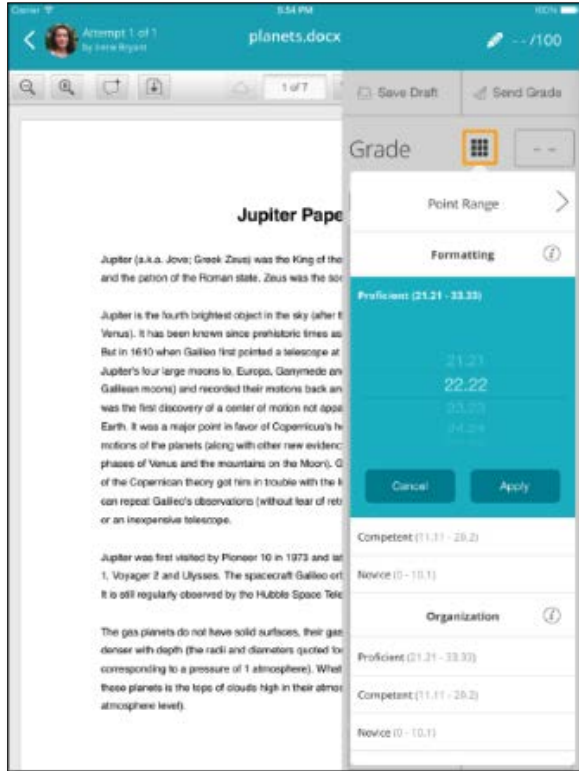 Carrier 5:54 PM 100%
Attempt 1 of 1
by Irene Bryant
planets.docx
- -/100
1 of 7
Save Draft
Send Grade
Grade
- -
Point Range
Formatting
Proficient (21.21 - 33.33)
21.21
22.22
23.23
24.24
Cancel
Apply
Competent (11.11 - 20.2)
Novice (0 - 10.1)
Organization
Proficient (21.21 - 33.33)
Competent (11.11 - 20.2)
Novice (0 - 10.1)
Jupiter Pape
Jupiter (a.k.a. Jove; Greek Zeus) was the King of the
and the patron of the Roman state. Zeus was the so
Jupiter is the fourth brightest object in the sky (after t
Venus). It has been known since prehistoric times as
But in 1610 when Galileo first pointed a telescope at
Jupiter's four large moons Io, Europa, Ganymede an
Galilean moons) and recorded their motions back an
was the first discovery of a center of motion not appa
Earth. It was a major point in favor of Copernicus's h
motions of the planets (along with other new evidenc
phases of Venus and the mountains on the Moon). G
of the Copernican theory got him in trouble with the I
can repeat Galileo's observations (without fear of retr
or an inexpensive telescope.
Jupiter was first visited by Pioneer 10 in 1973 and lat
1, Voyager 2 and Ulysses. The spacecraft Galileo orb
It is still regularly observed by the Hubble Space Tele
The gas planets do not have solid surfaces, their gas
denser with depth (the radii and diameters quoted for
corresponding to a pressure of 1 atmosphere). What
these planets is the tops of clouds high in their atmos
atmosphere level).